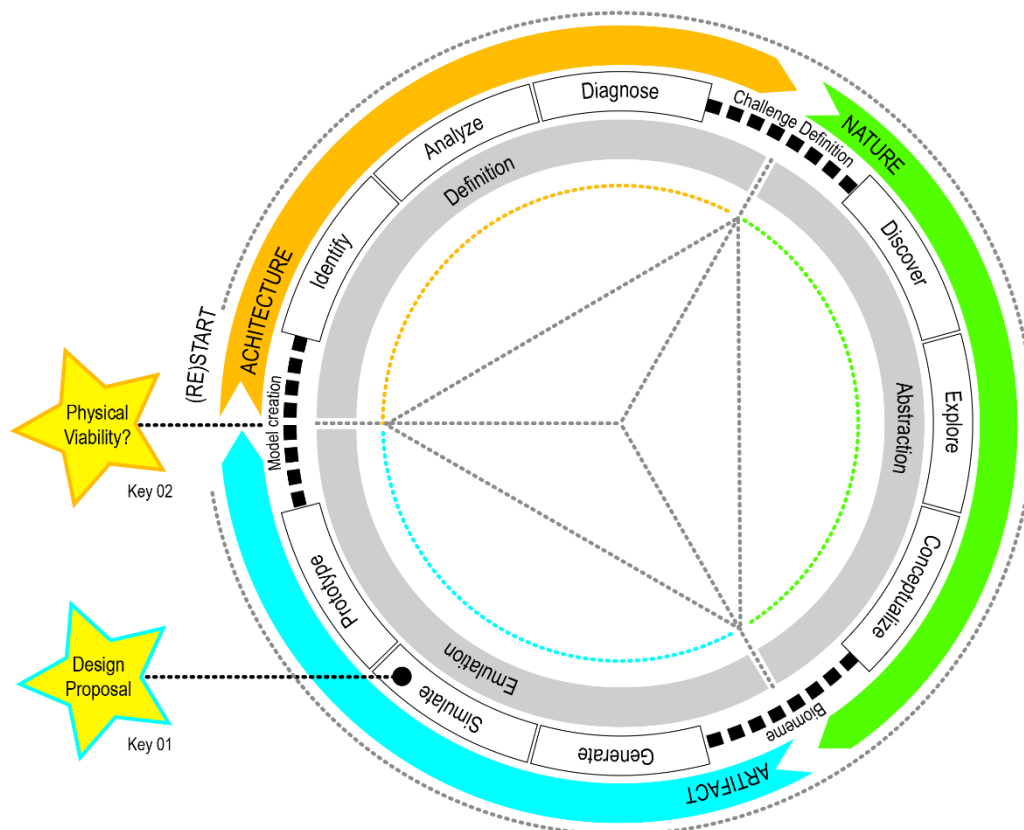 Diagnose
Challenge Definition
Analyze
NATURE
Definition
Discover
Identify
ACHITECTURE
(RE)START
Physical
Viability?
Key 02
Model creation
Abstraction
Explore
Conceptualize
Prototype
Design
Proposal
Key 01
Emulation
Simulate
Generate
Biomeme
ARTIFACT